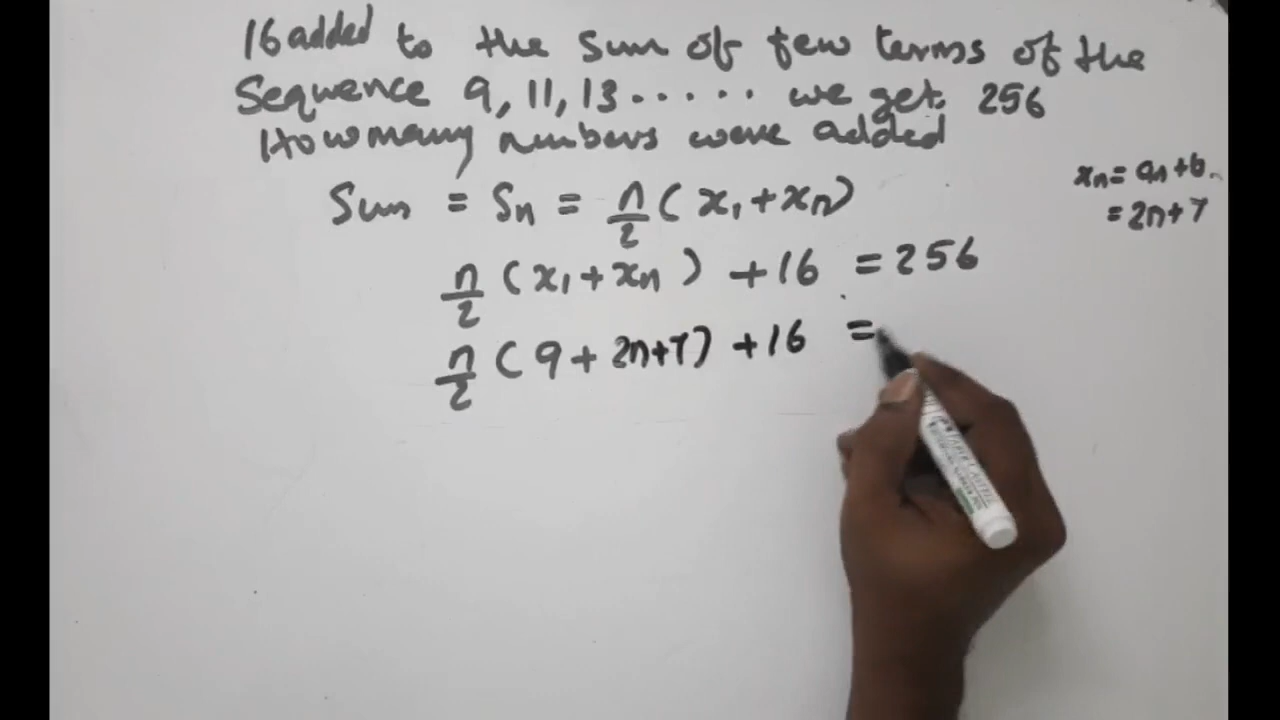 16 added to the sum of few terms of the
Sequence 9, 11, 13 ...... we get 256
How many numbers were added
xn = an + b
= 2n + 7
Sum = Sn = n/2 ( x1 + xn )
n/2 ( x1 + xn ) + 16 = 256
n/2 ( 9 + 2n + 7 ) + 16 =